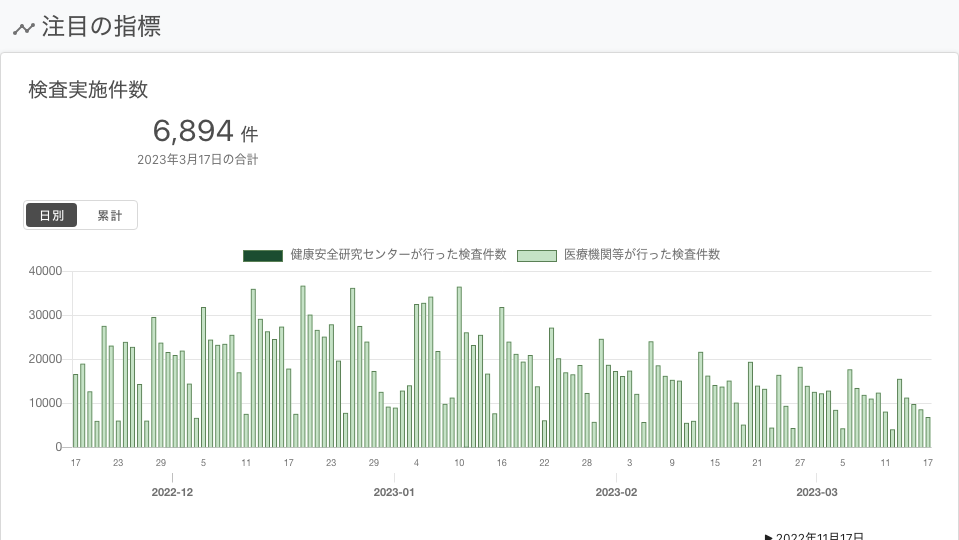 注目の指標
検査実施件数
6,894 件
2023年3月17日の合計
日別 累計
健康安全研究センターが行った検査件数 医療機関等が行った検査件数
40000
30000
20000
10000
0
17 23 29 5 11 17 23 29 4 10 16 22 28 3 9 15 21 27 5 11 17
2022-12 2023-01 2023-02 2023-03
▶ 2022年11月17日